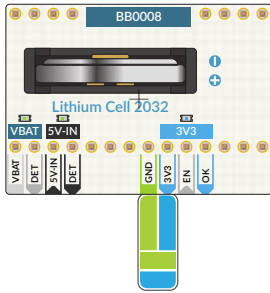 BB0008
Lithium Cell 2032
VBAT 5V-IN 3V3
VBAT DET 5V-IN DET GND 3V3 EN OK